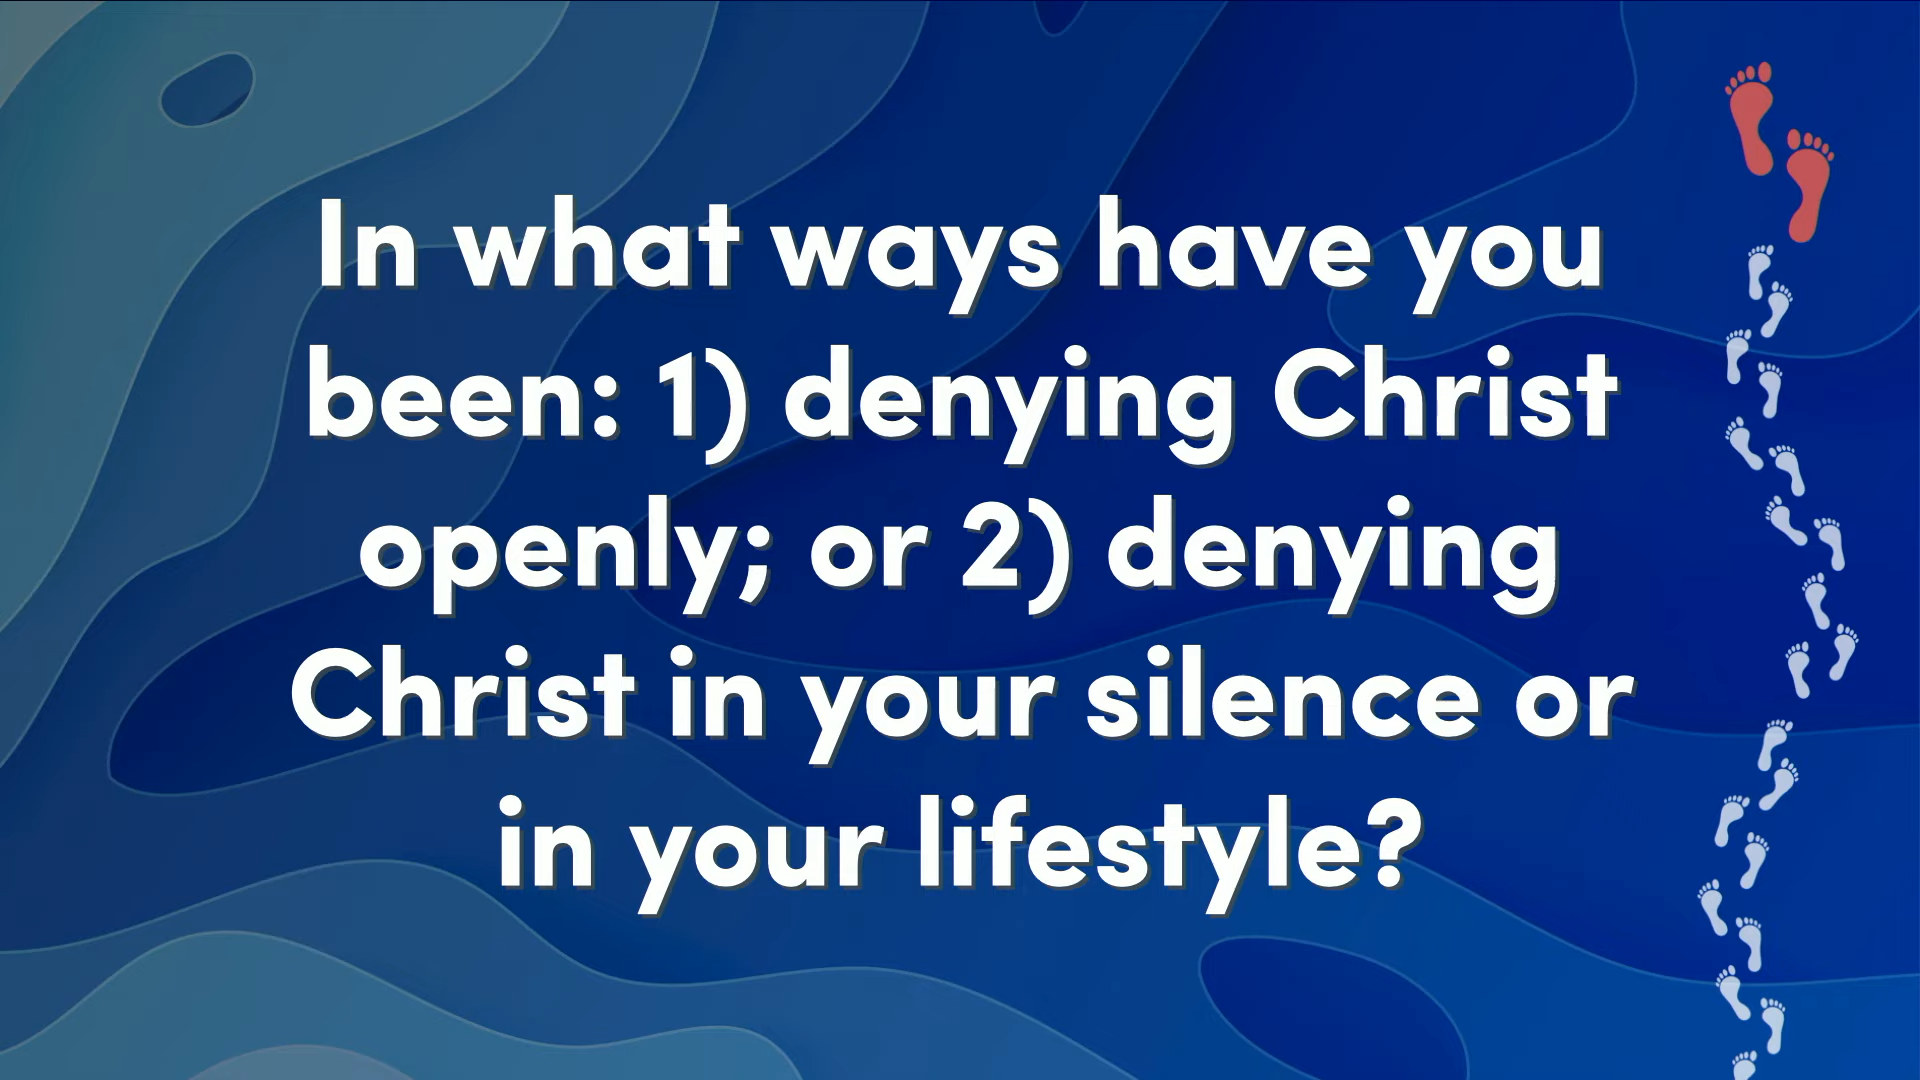 In what ways have you
been: 1) denying Christ
openly; or 2) denying
Christ in your silence or
in your lifestyle?